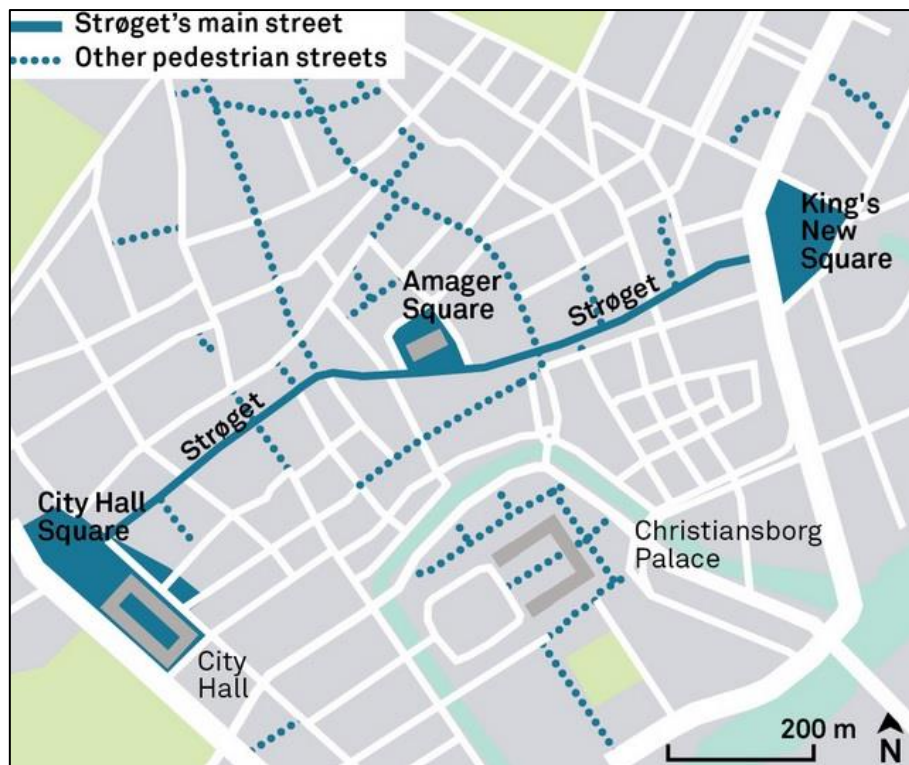 Strøget's main street
Other pedestrian streets
King's
New
Square
Amager
Square
Strøget
Strøget
City Hall
Square
Christiansborg
Palace
City
Hall
200 m
N